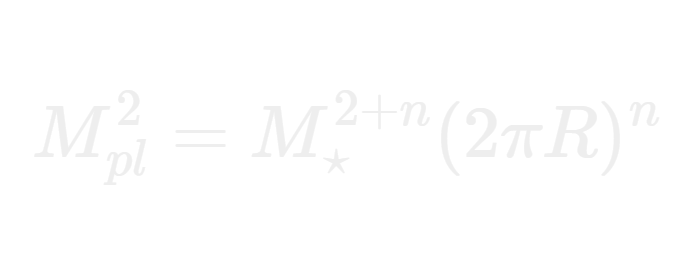 $M_{pl}^{2} = M_{\star}^{2+n}(2\pi R)^{n}$